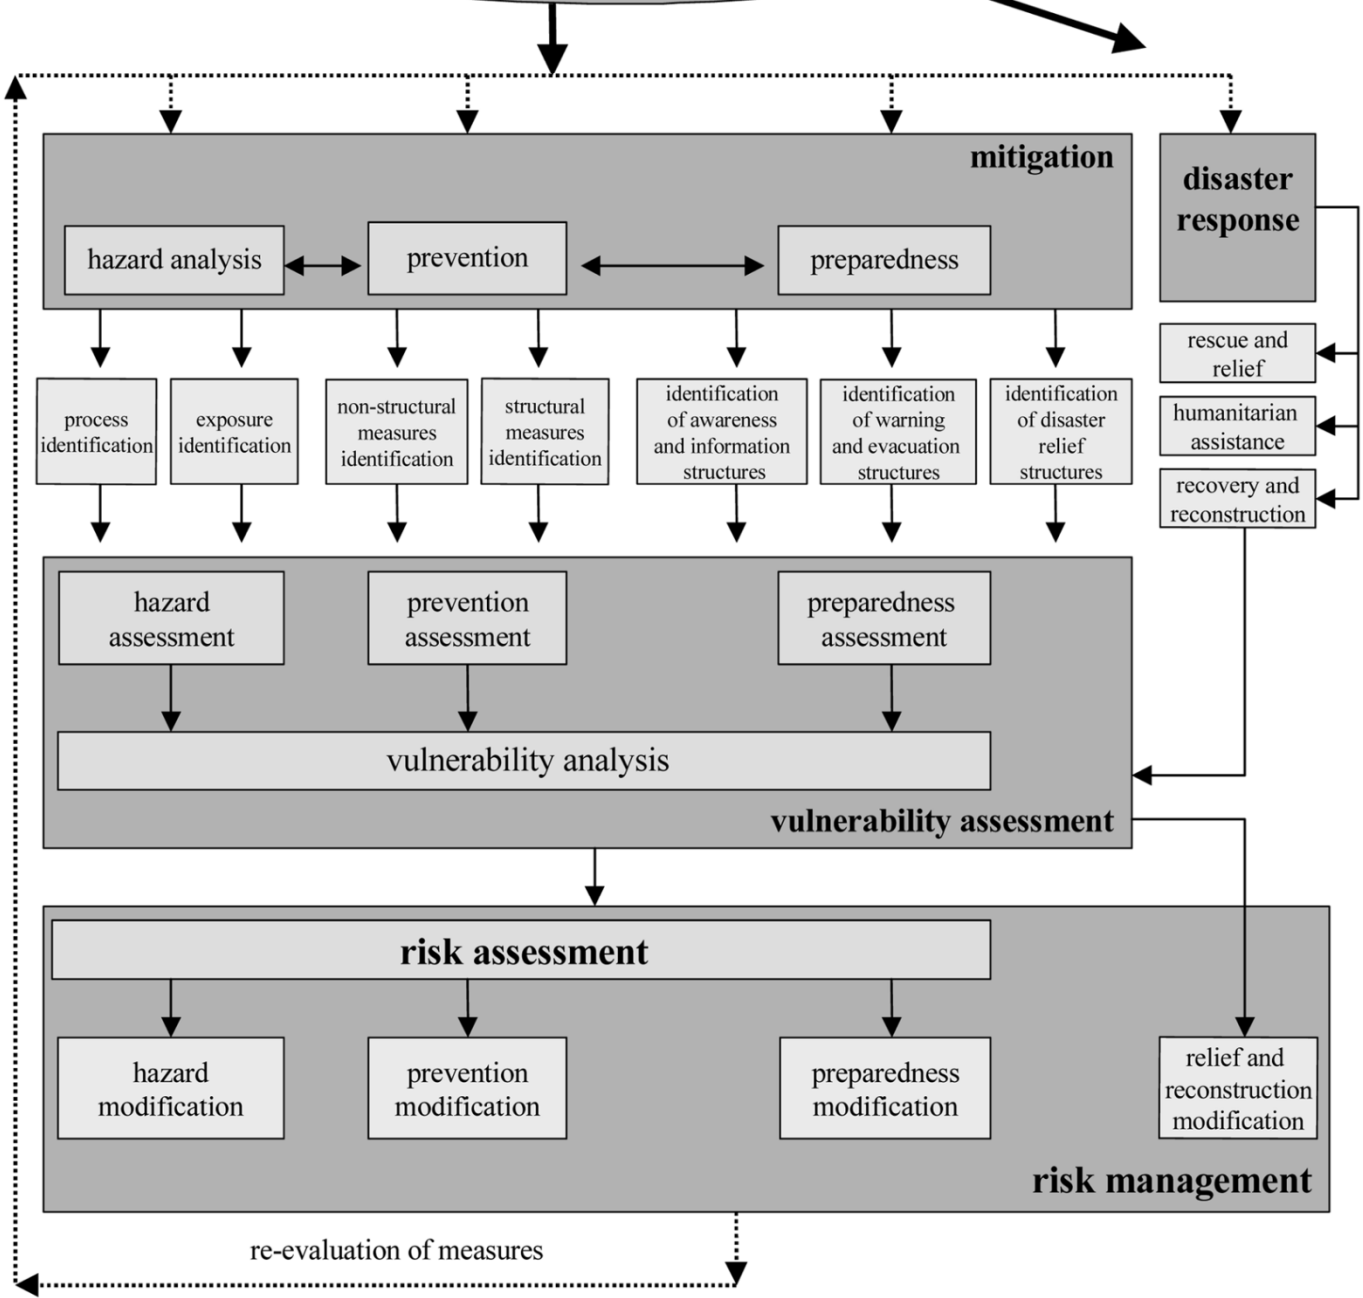 mitigation
disaster
response
hazard analysis
prevention
preparedness
rescue and
relief
humanitarian
assistance
recovery and
reconstruction
process
identification
exposure
identification
non-structural
measures
identification
structural
measures
identification
identification
of awareness
and information
structures
identification
of warning
and evacuation
structures
identification
of disaster
relief
structures
hazard
assessment
prevention
assessment
preparedness
assessment
vulnerability analysis
vulnerability assessment
risk assessment
hazard
modification
prevention
modification
preparedness
modification
relief and
reconstruction
modification
risk management
re-evaluation of measures